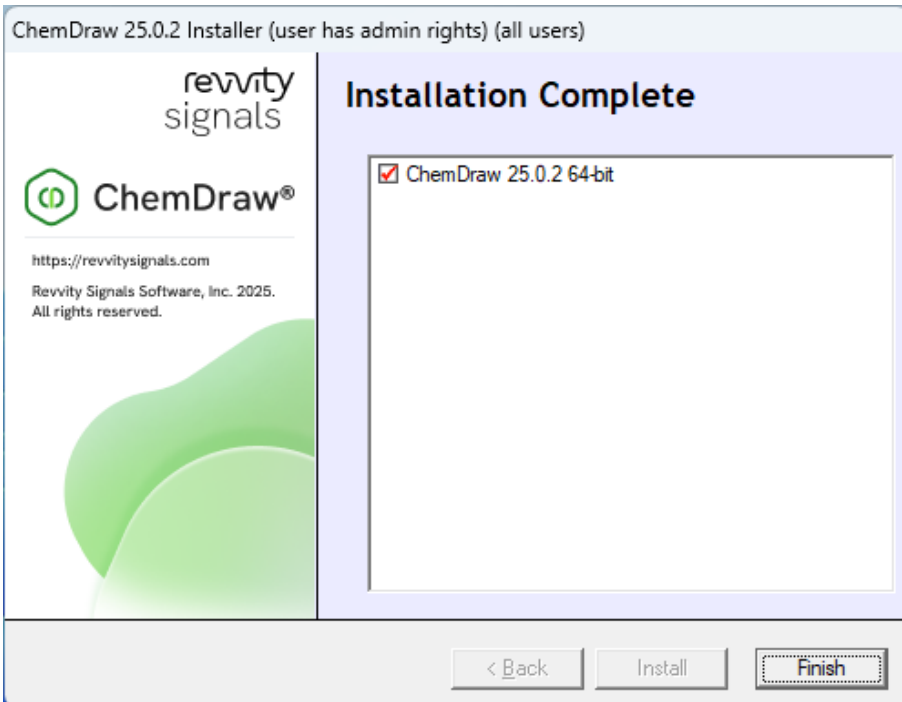 ChemDraw 25.0.2 Installer (user has admin rights) (all users)
revvity
signals
ChemDraw®
https://revvitysignals.com
Revvity Signals Software, Inc. 2025.
All rights reserved.
Installation Complete
ChemDraw 25.0.2 64-bit
< Back
Install
Finish